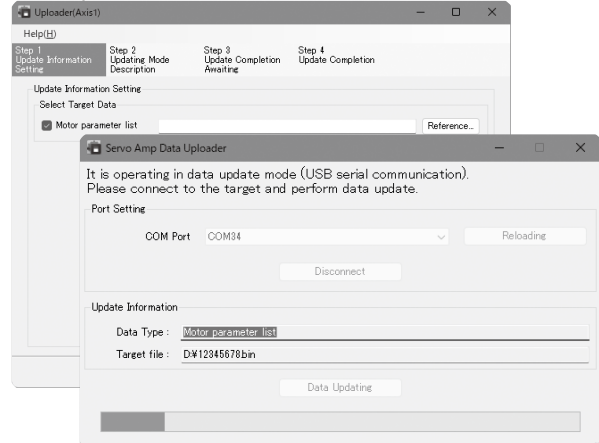 Uploader(Axis1)
Help(H)
Step 1
Update Information
Setting
Step 2
Updating Mode
Description
Step 3
Update Completion
Awaiting
Step 4
Update Completion
Update Information Setting
Select Target Data
Motor parameter list
Reference...
Servo Amp Data Uploader
It is operating in data update mode (USB serial communication).
Please connect to the target and perform data update.
Port Setting
COM Port COM34 Reloading
Disconnect
Update Information
Data Type : Motor parameter list
Target file : D:¥12345678.bin
Data Updating